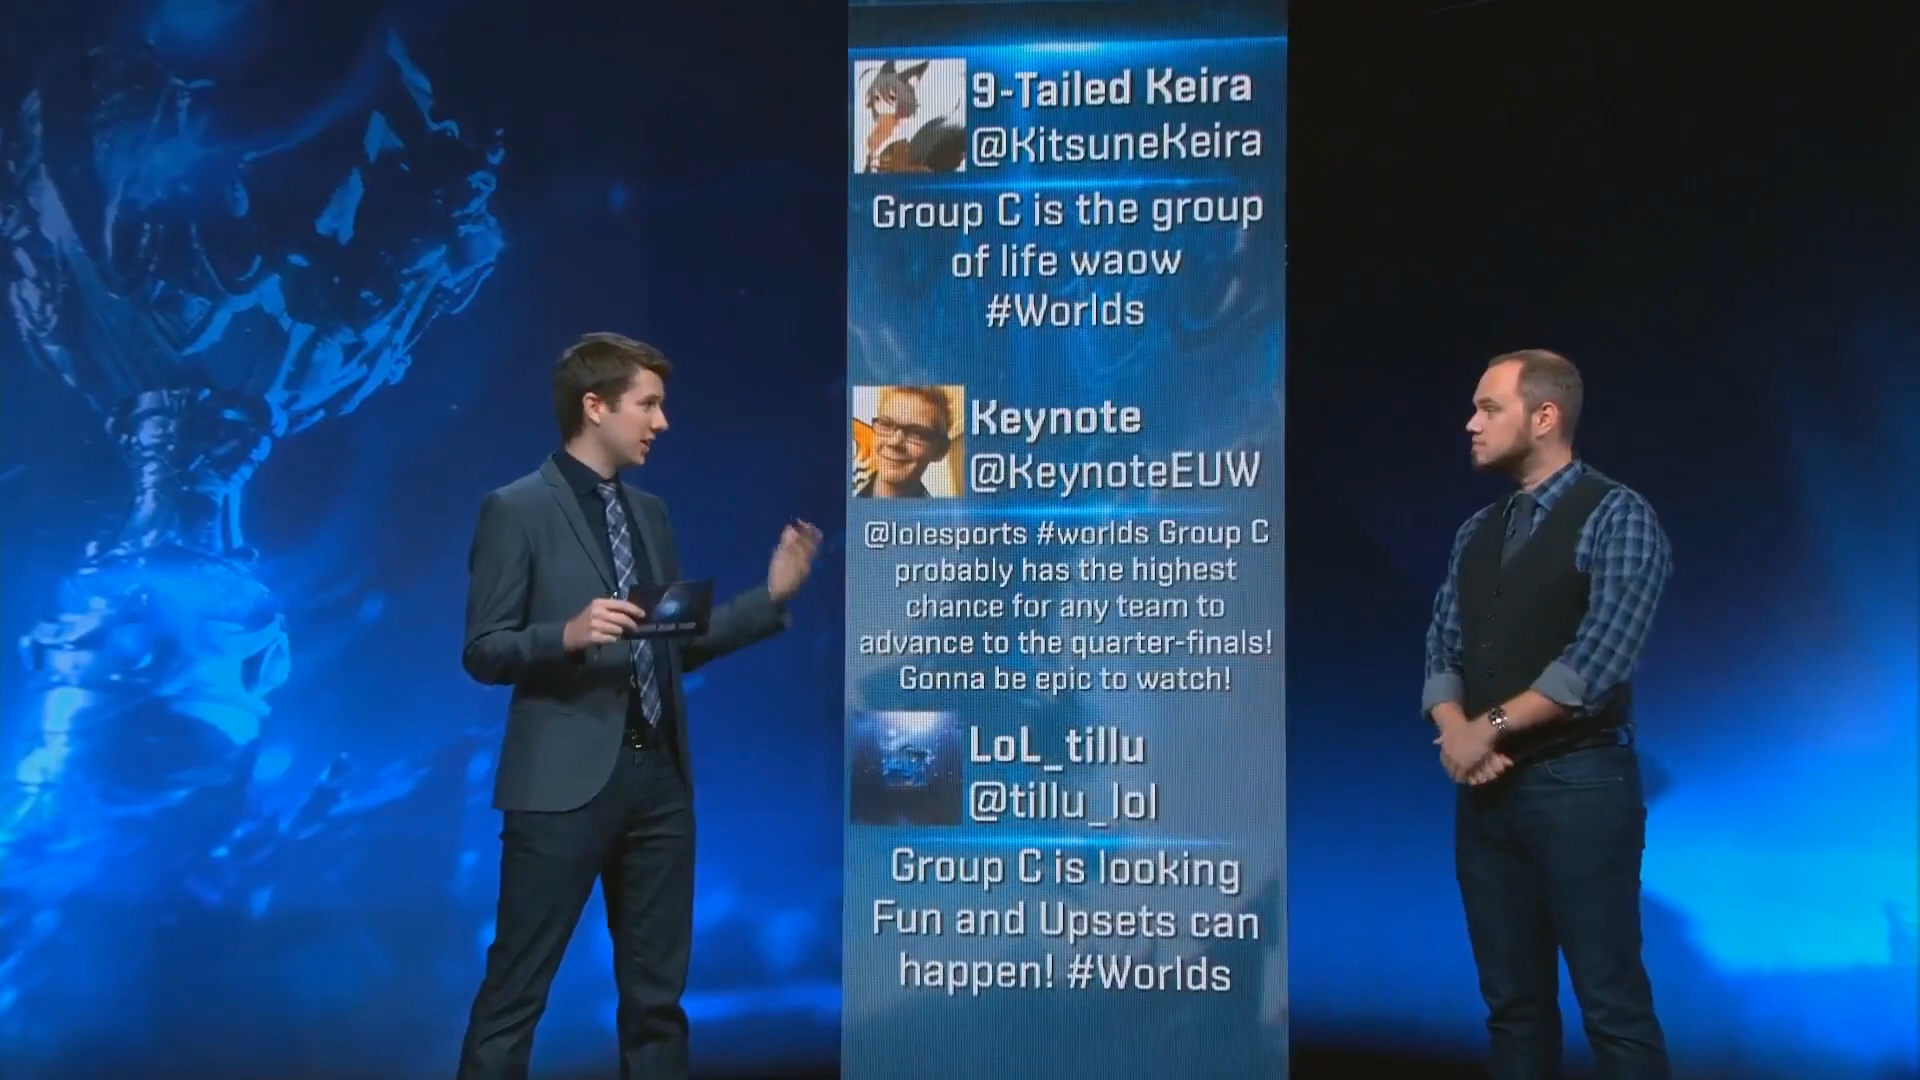 9-Tailed Keira
@KitsuneKeira
Group C is the group
of life waow
#Worlds
Keynote
@KeynoteEUW
@lolesports #worlds Group C
probably has the highest
chance for any team to
advance to the quarter-finals!
Gonna be epic to watch!
LoL_tillu
@tillu_lol
Group C is looking
Fun and Upsets can
happen! #Worlds